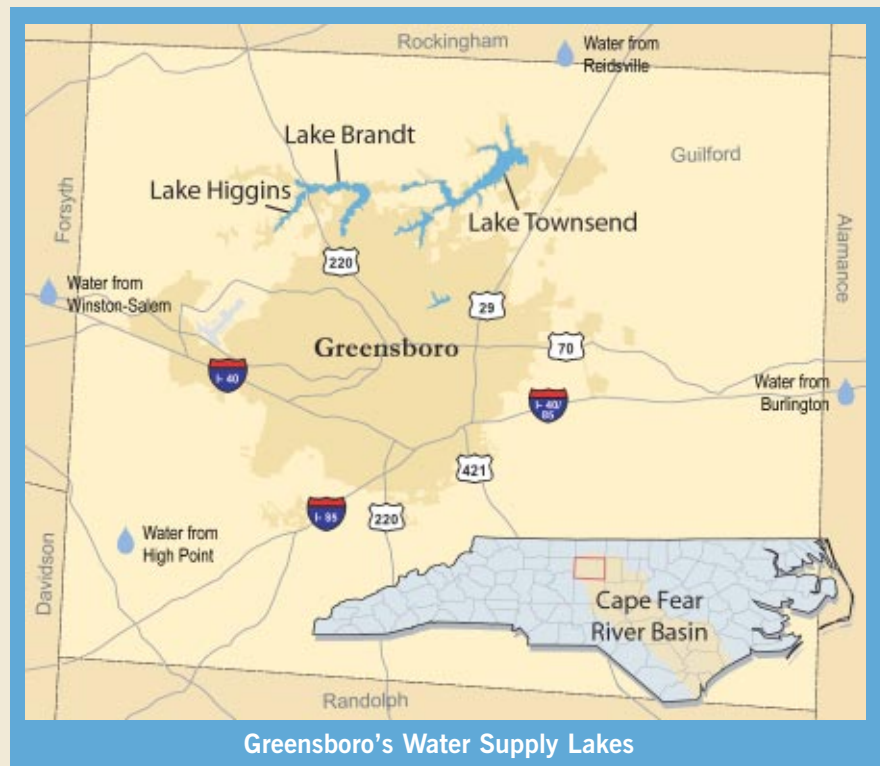 Rockingham
Water from
Reidsville
Lake Brandt
Guilford
Lake Higgins
Forsyth
Lake Townsend
Alamance
220
Water from
Winston-Salem
29
Greensboro
70
I- 40
Water from
Burlington
I- 40/
85
421
I- 85
220
Water from
High Point
Davidson
Cape Fear
River Basin
Randolph
Greensboro's Water Supply Lakes